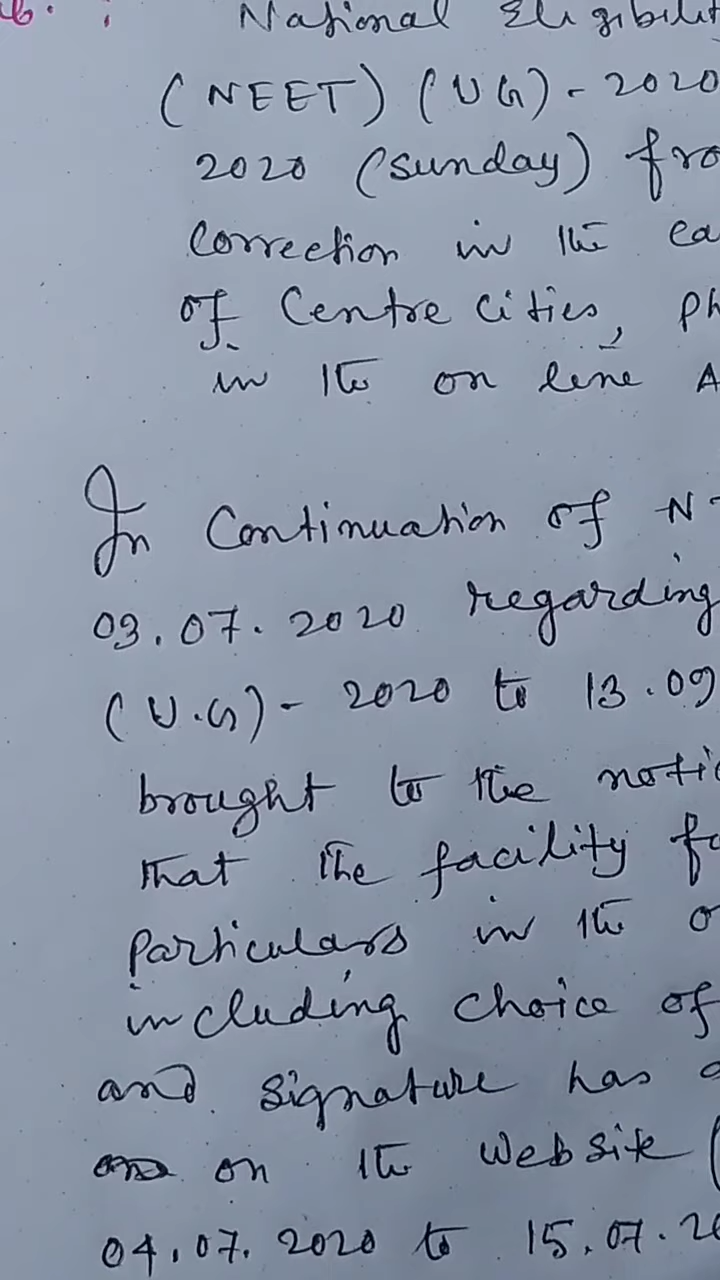 b. : National Eligibilit
(NEET) (UG) - 2020
2020 (Sunday) fro
Correction in the ca
of Centre Cities, Ph
in the on line A
In Continuation of N
03.07.2020 regarding
(U.G) - 2020 to 13.09
brought to the notic
that the facility fo
Particulars in the o
including choice of
and signature has
on the Website (
04.07.2020 to 15.07.20